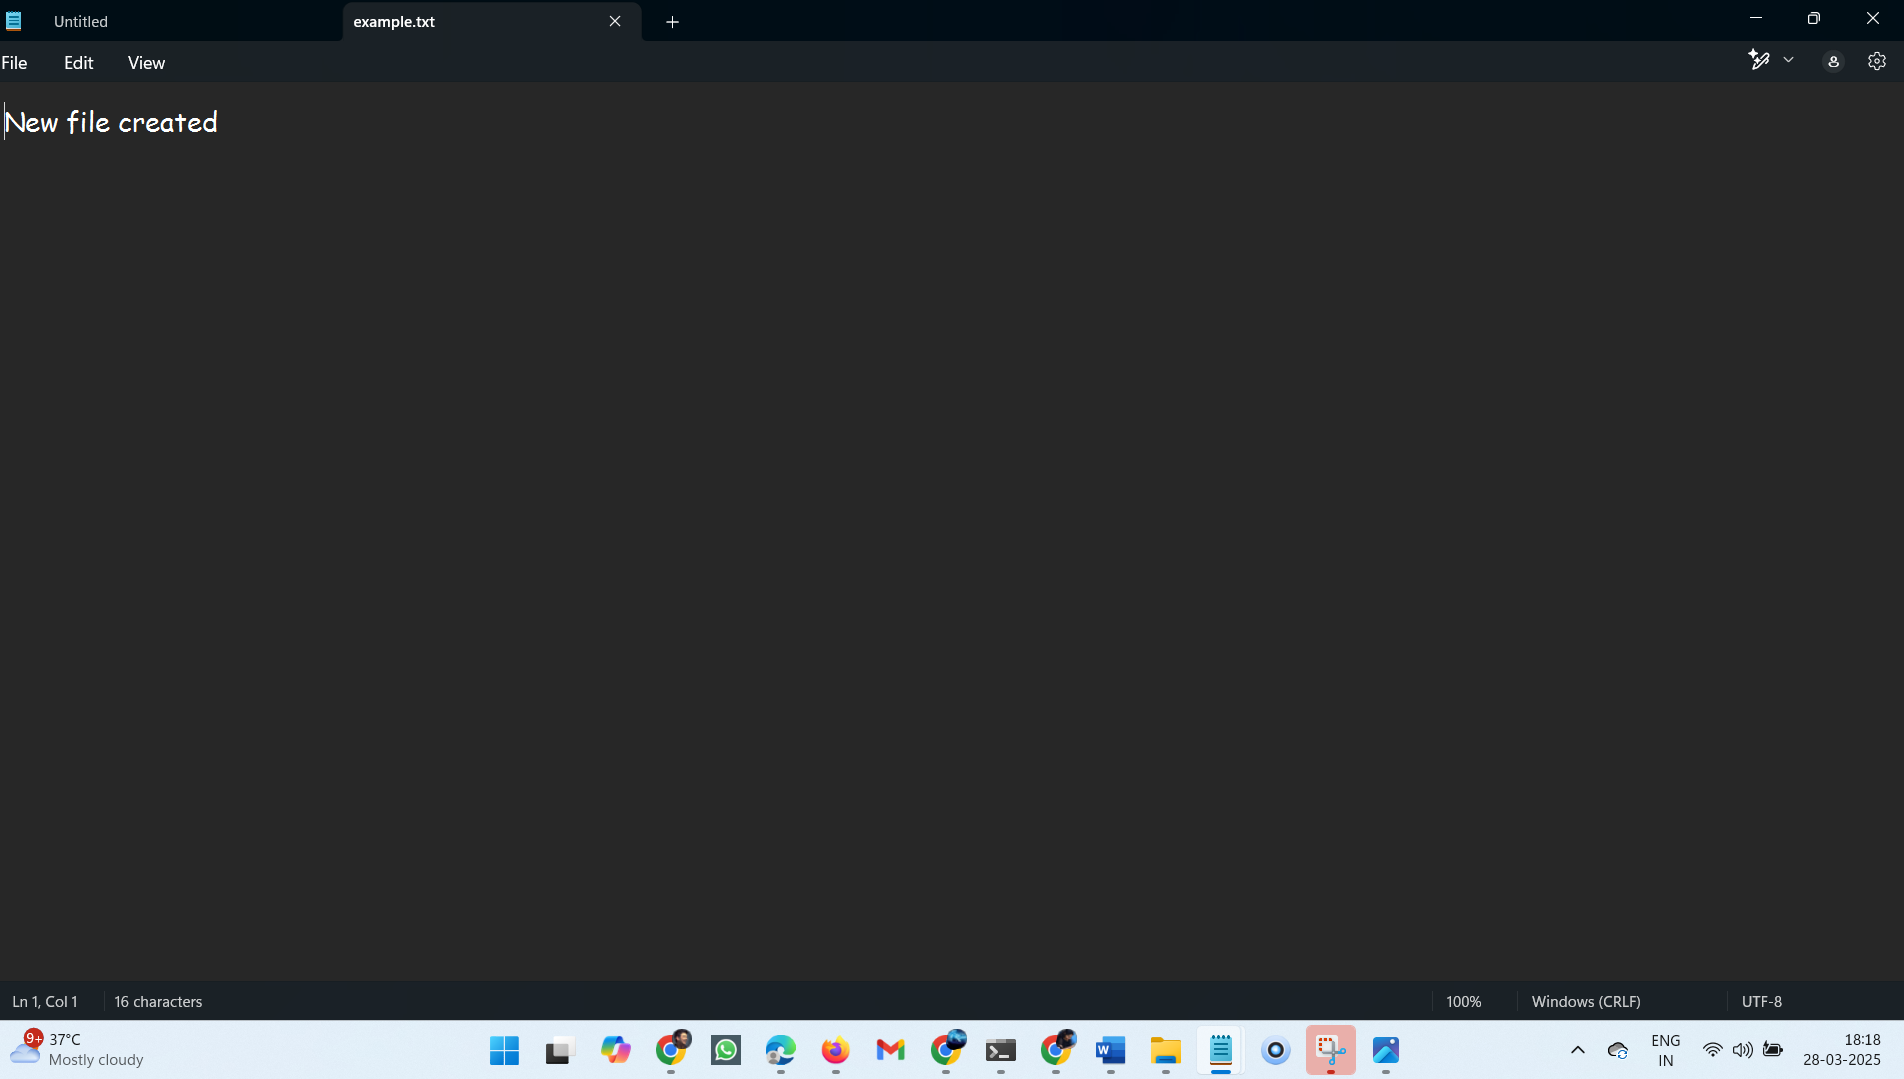 Untitled
example.txt
File Edit View
New file created
Ln 1, Col 1
16 characters
100%
Windows (CRLF)
UTF-8
9+
37°C
Mostly cloudy
W
ENG
IN
18:18
28-03-2025